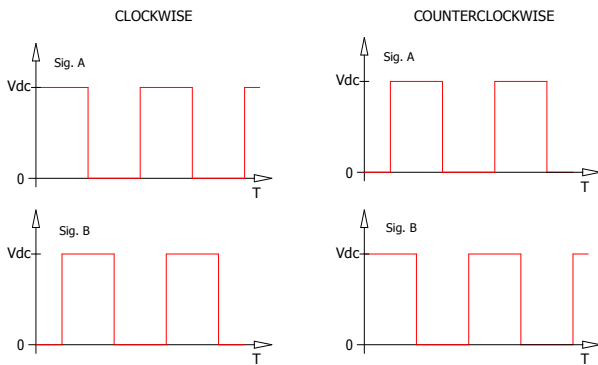 CLOCKWISE
COUNTERCLOCKWISE
Sig. A
Vdc
0
T
Sig. A
Vdc
0
T
Sig. B
Vdc
0
T
Sig. B
Vdc
0
T